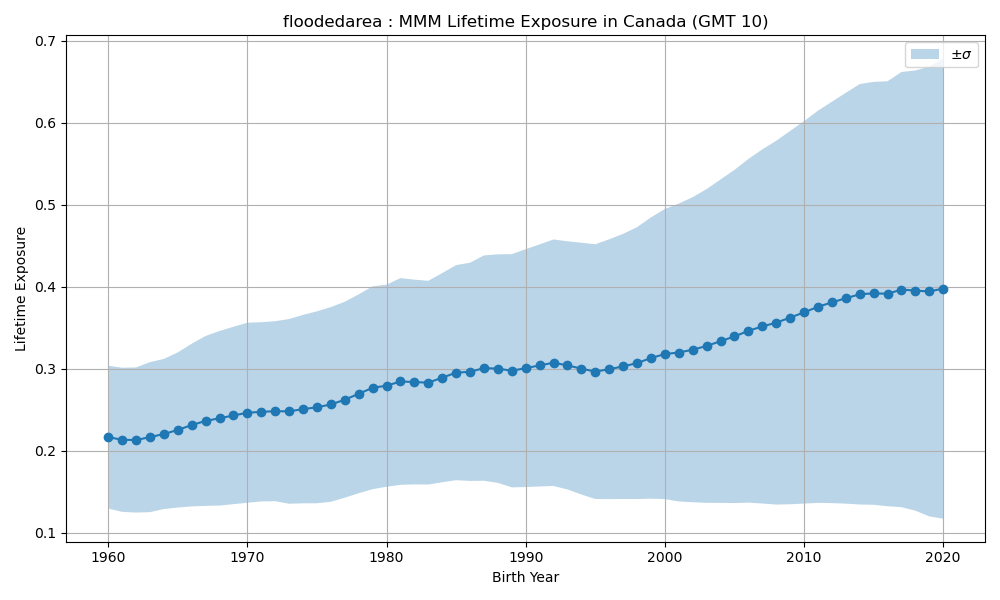 floodedarea : MMM Lifetime Exposure in Canada (GMT 10)
±σ
Lifetime Exposure
0.7
0.6
0.5
0.4
0.3
0.2
0.1
1960 1970 1980 1990 2000 2010 2020
Birth Year